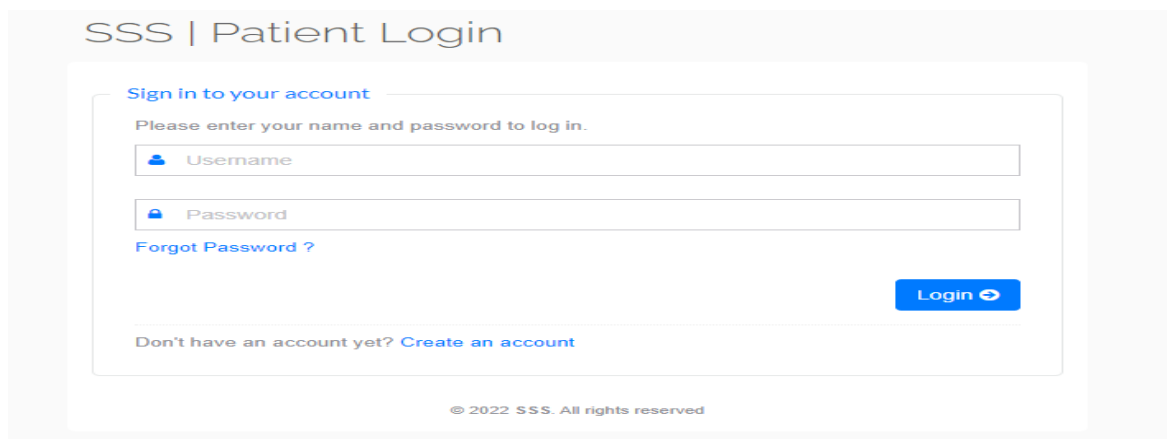 SSS | Patient Login
Sign in to your account
Please enter your name and password to log in.
Username
Password
Forgot Password ?
Login
Don't have an account yet? Create an account
© 2022 SSS. All rights reserved